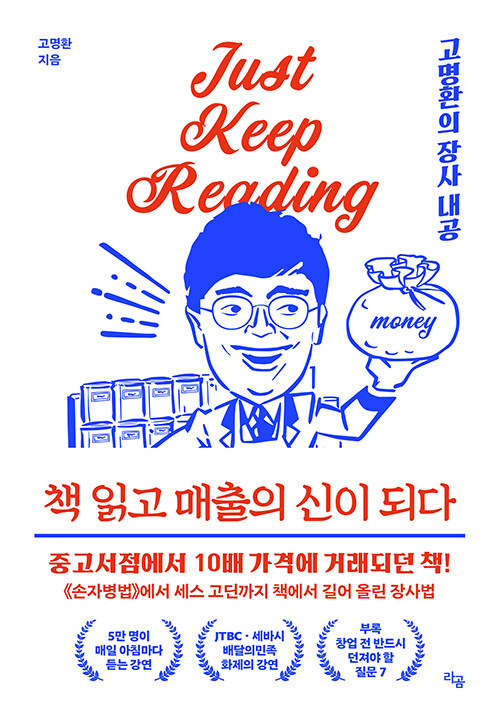 고명환
지음
Just
Keep
Reading
고명환의 장사 내공
money
책 읽고 매출의 신이 되다
중고서점에서 10배 가격에 거래되던 책!
《손자병법》에서 세스 고딘까지 책에서 길어 올린 장사법
5만 명이
매일 아침마다
듣는 강연
JTBC · 세바시
배달의민족
화제의 강연
부록
창업 전 반드시
던져야 할
질문 7
라곰